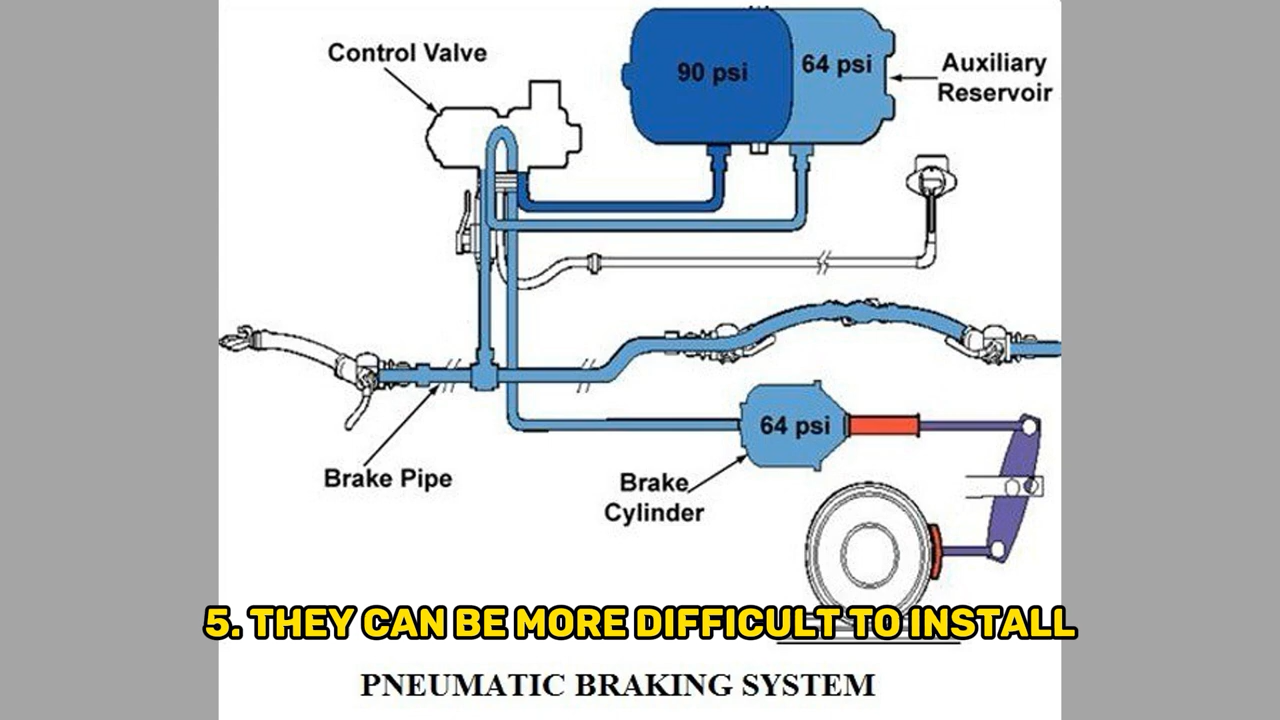 Control Valve
90 psi
64 psi
Auxiliary
Reservoir
Brake Pipe
64 psi
Brake
Cylinder
5. THEY CAN BE MORE DIFFICULT TO INSTALL
PNEUMATIC BRAKING SYSTEM